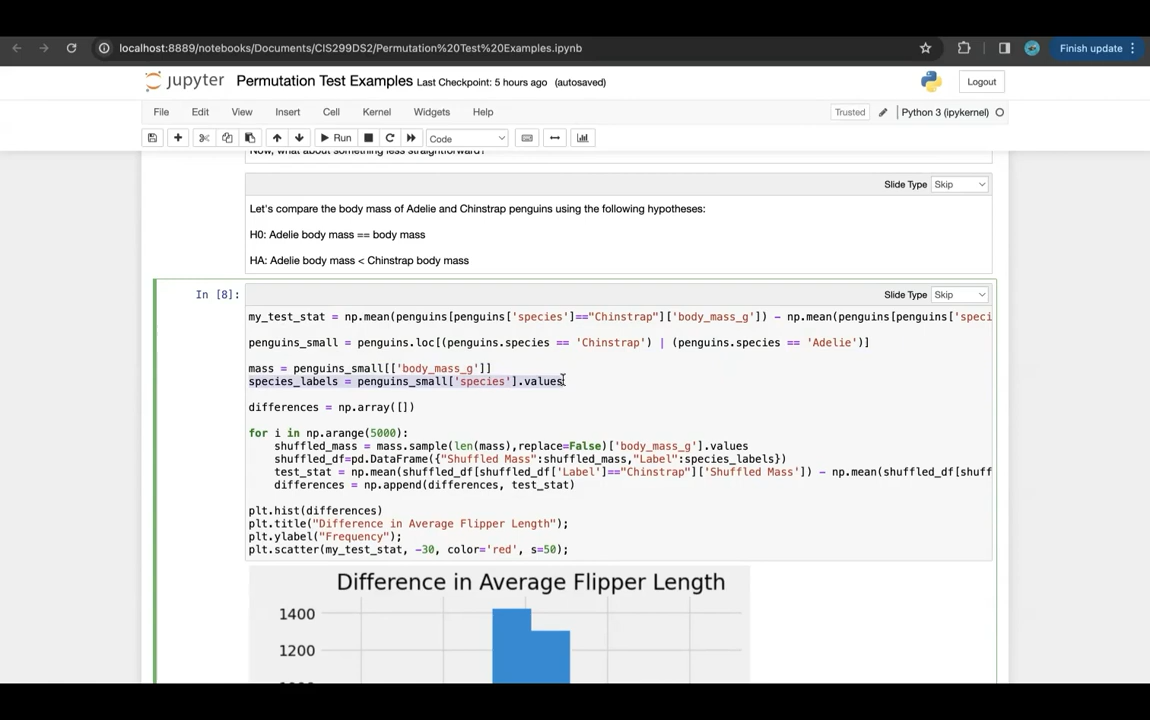 localhost:8889/notebooks/Documents/CIS299DS2/Permutation%20Test%20Examples.ipynb
Finish update
jupyter Permutation Test Examples Last Checkpoint: 5 hours ago (autosaved)
Logout
File Edit View Insert Cell Kernel Widgets Help
Trusted Python 3 (ipykernel)
Run Code
Now, what about something less straightforward?
Slide Type Skip
Let's compare the body mass of Adelie and Chinstrap penguins using the following hypotheses:
H0: Adelie body mass == body mass
HA: Adelie body mass < Chinstrap body mass
In [8]:
Slide Type Skip
my_test_stat = np.mean(penguins[penguins['species']=="Chinstrap"]['body_mass_g']) - np.mean(penguins[penguins['speci
penguins_small = penguins.loc[(penguins.species == 'Chinstrap') | (penguins.species == 'Adelie')]
mass = penguins_small[['body_mass_g']]
species_labels = penguins_small['species'].values
differences = np.array([])
for i in np.arange(5000):
    shuffled_mass = mass.sample(len(mass),replace=False)['body_mass_g'].values
    shuffled_df=pd.DataFrame({"Shuffled Mass":shuffled_mass,"Label":species_labels})
    test_stat = np.mean(shuffled_df[shuffled_df['Label']=="Chinstrap"]['Shuffled Mass']) - np.mean(shuffled_df[shuff
    differences = np.append(differences, test_stat)
plt.hist(differences)
plt.title("Difference in Average Flipper Length");
plt.ylabel("Frequency");
plt.scatter(my_test_stat, -30, color='red', s=50);
Difference in Average Flipper Length
1400
1200